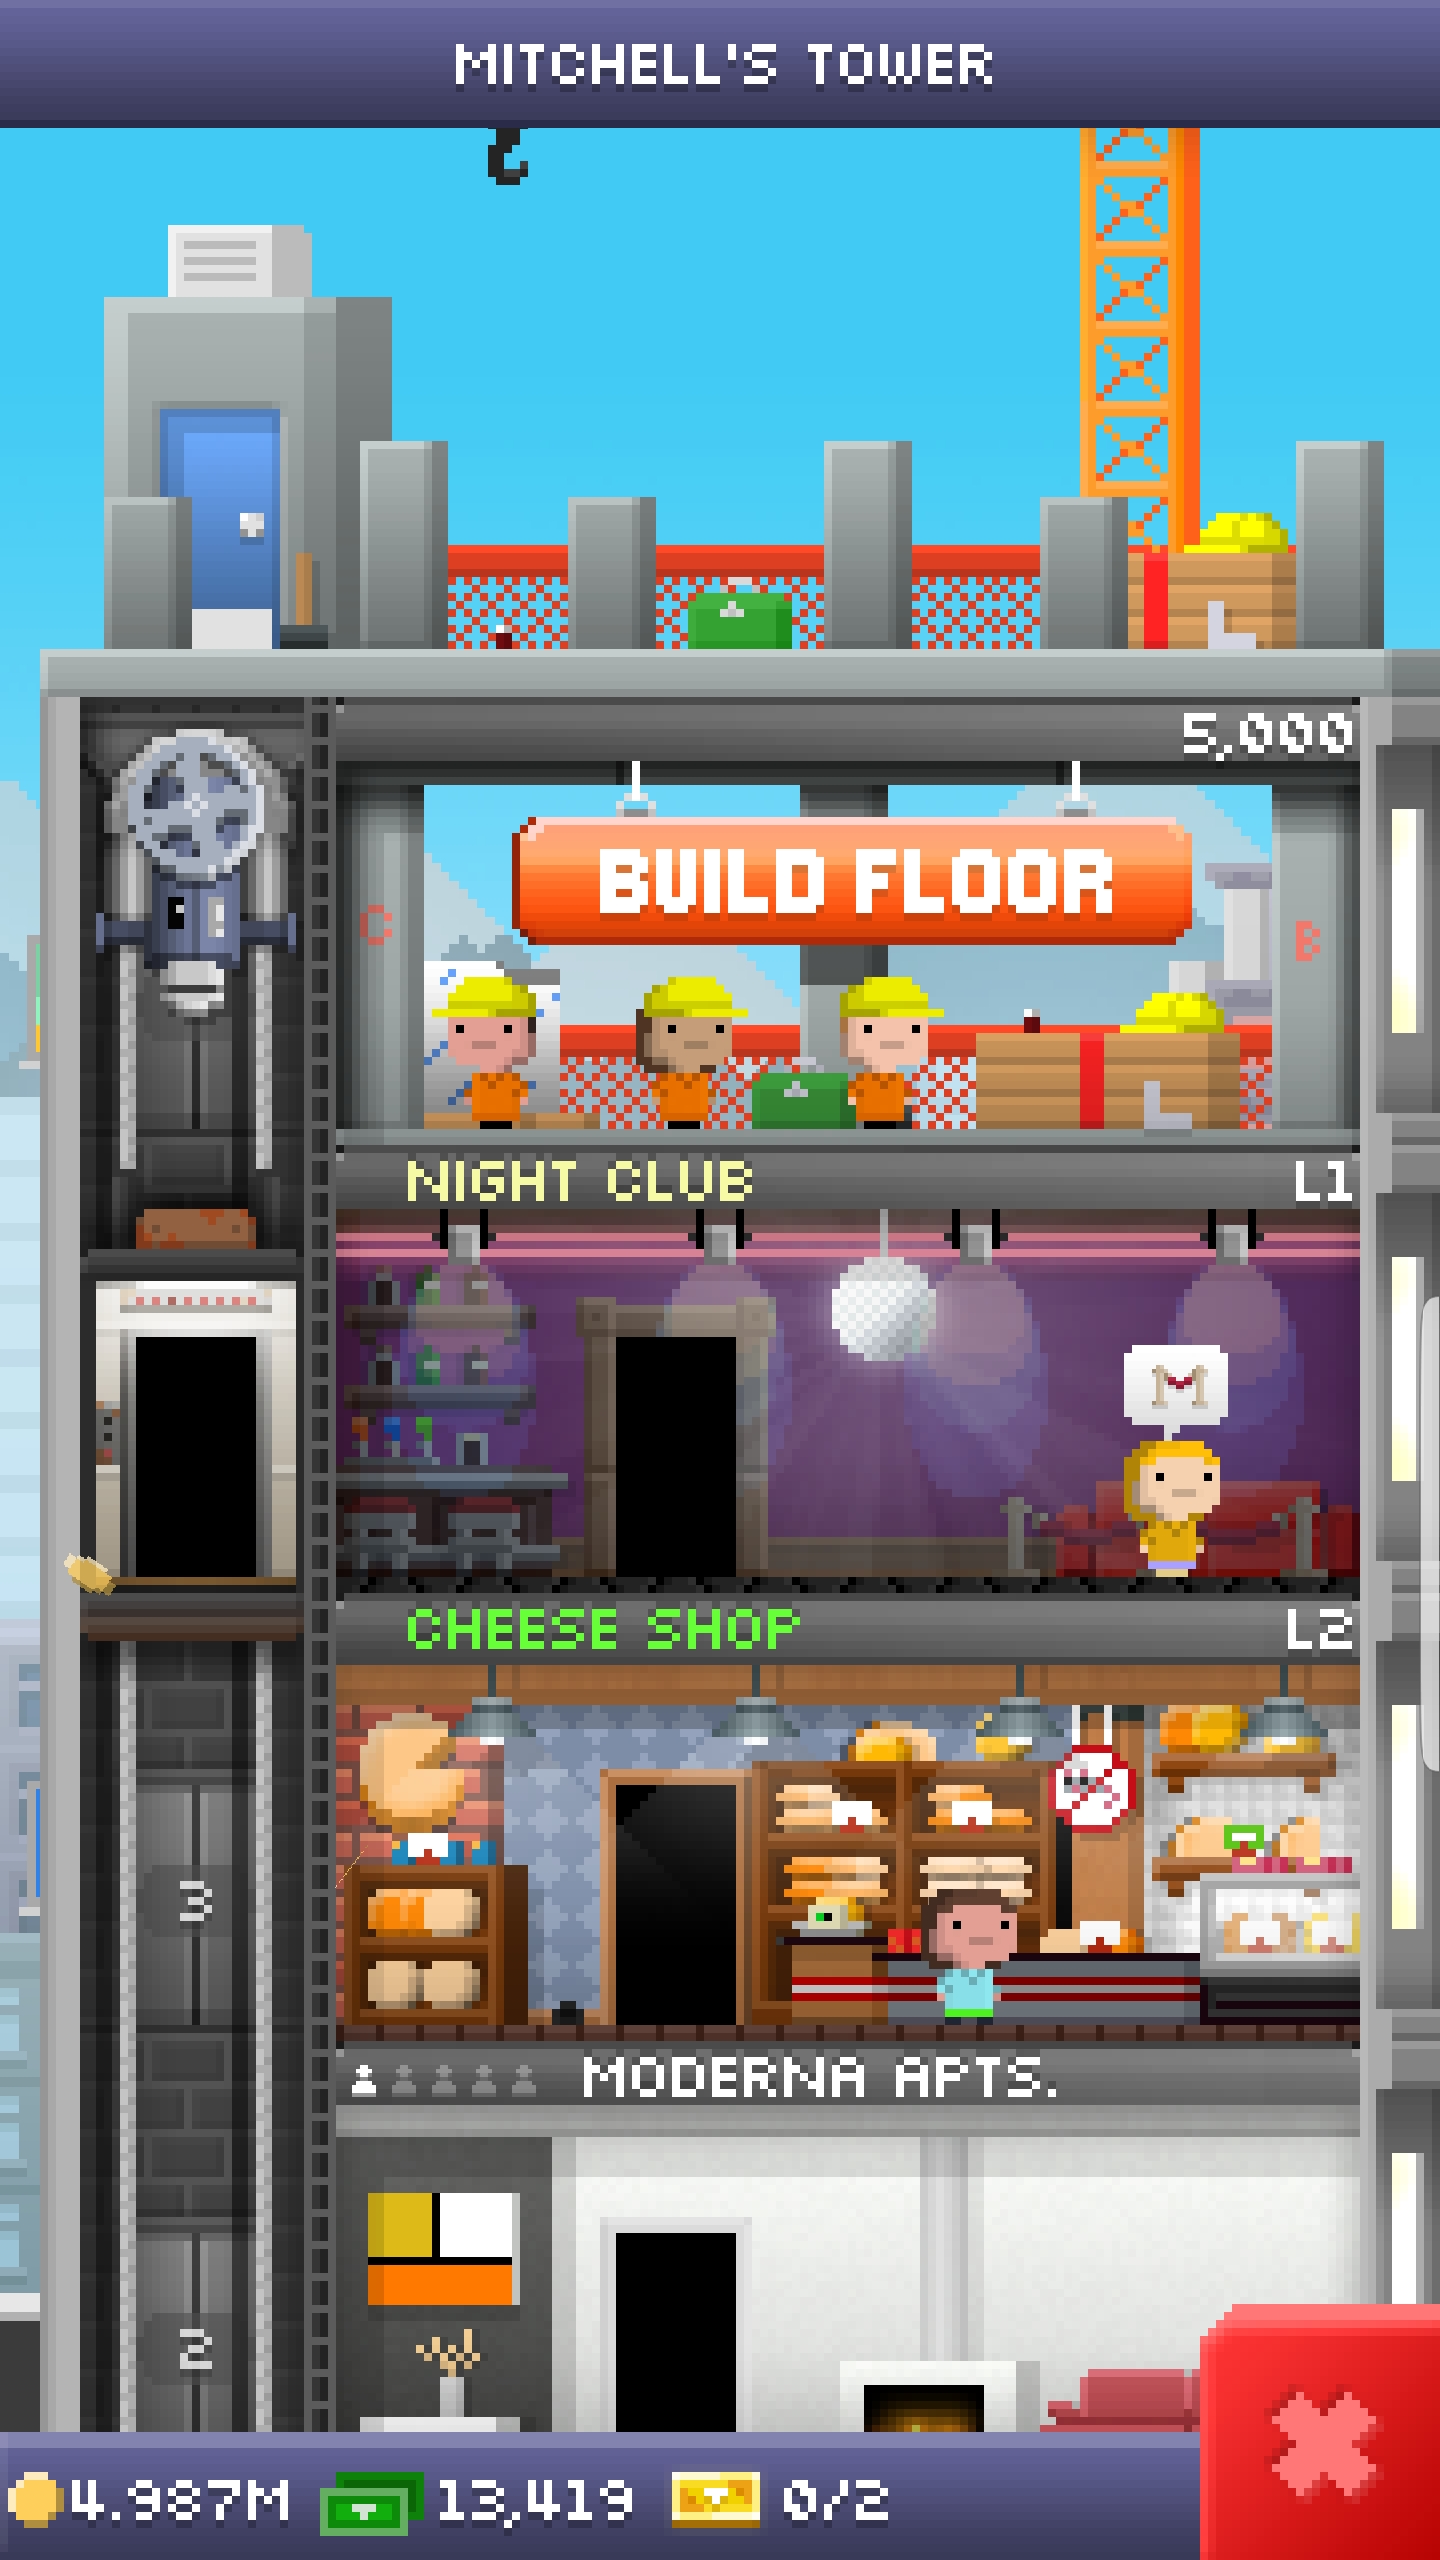 MITCHELL'S TOWER
5,000
BUILD FLOOR
C
B
NIGHT CLUB
L1
CHEESE SHOP
L2
3
MODERNA APTS.
2
4.987M 13,419 0/2